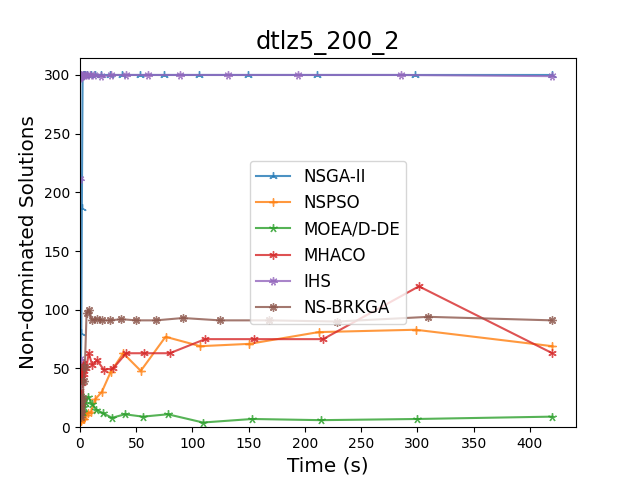 dtlz5_200_2
Non-dominated Solutions
300
250
200
150
100
50
0
NSGA-II
NSPSO
MOEA/D-DE
MHACO
IHS
NS-BRKGA
0 50 100 150 200 250 300 350 400
Time (s)